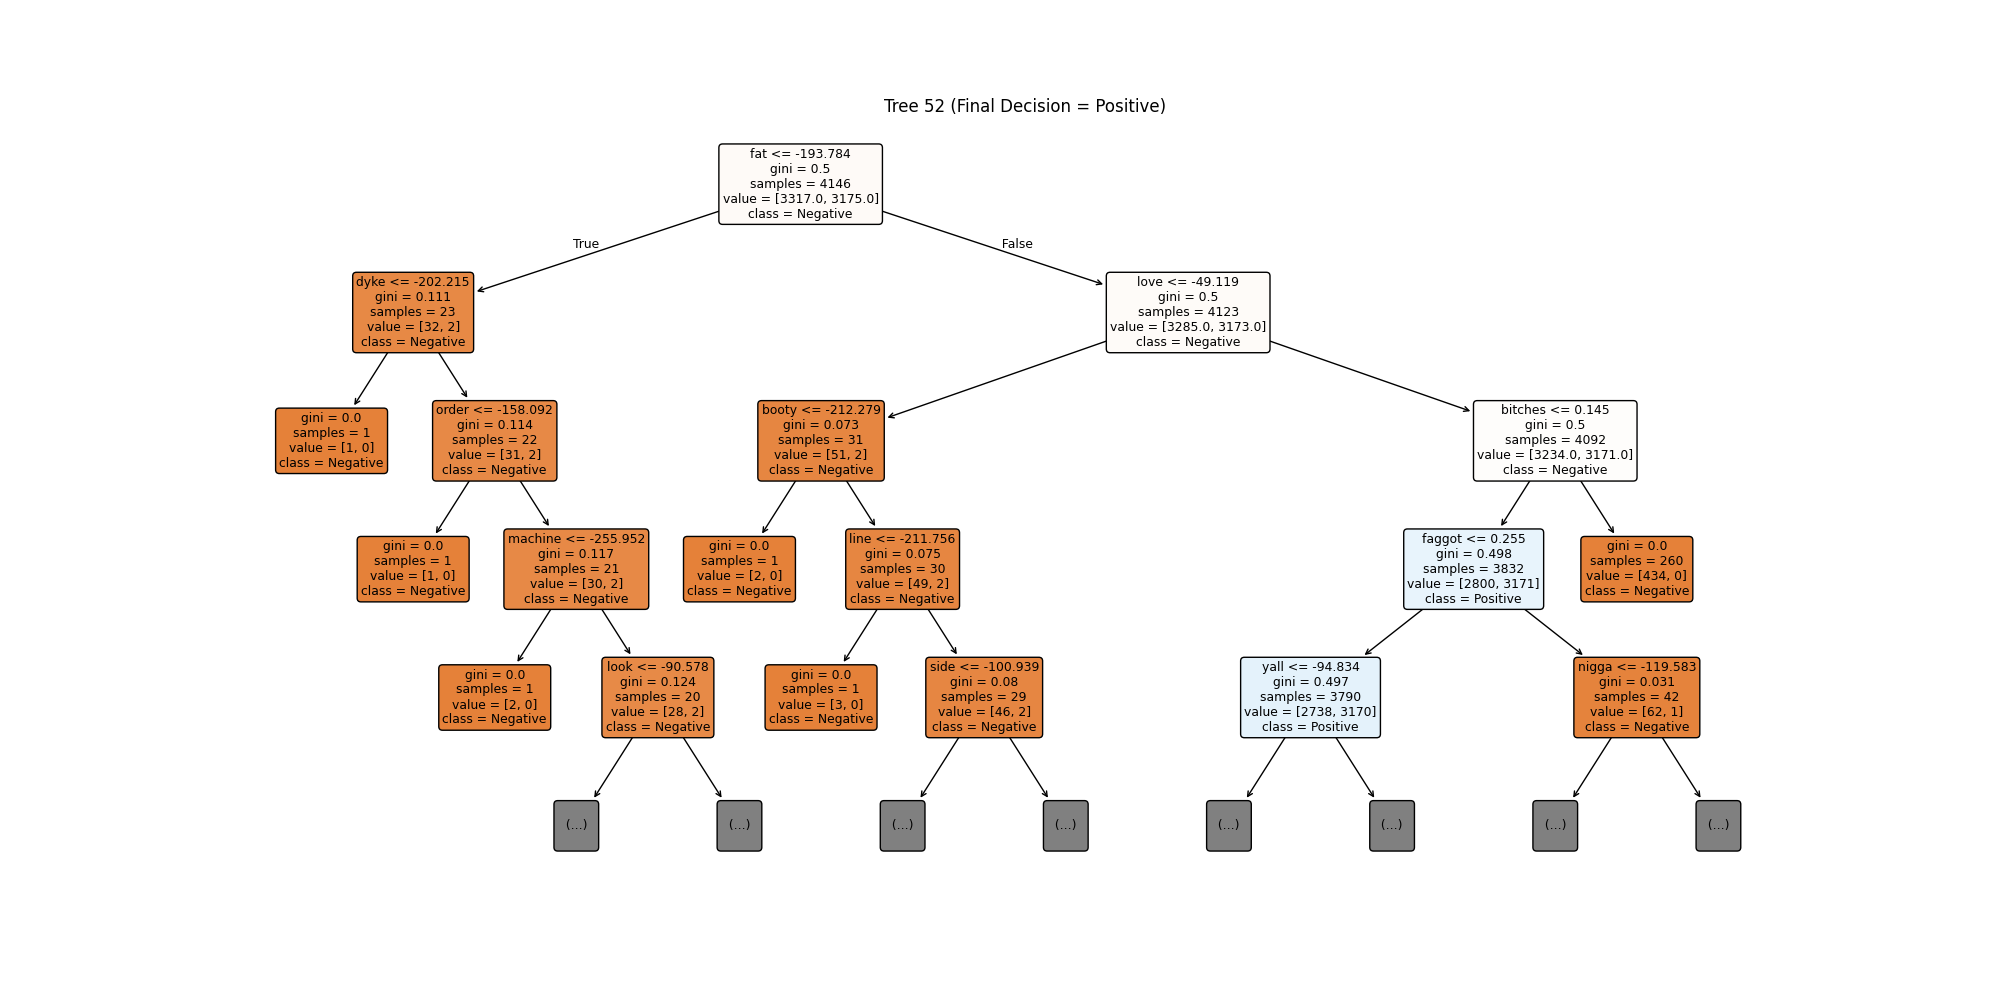 Tree 52 (Final Decision = Positive)
fat <= -193.784
gini = 0.5
samples = 4146
value = [3317.0, 3175.0]
class = Negative
True
False
dyke <= -202.215
gini = 0.111
samples = 23
value = [32, 2]
class = Negative
love <= -49.119
gini = 0.5
samples = 4123
value = [3285.0, 3173.0]
class = Negative
gini = 0.0
samples = 1
value = [1, 0]
class = Negative
order <= -158.092
gini = 0.114
samples = 22
value = [31, 2]
class = Negative
booty <= -212.279
gini = 0.073
samples = 31
value = [51, 2]
class = Negative
bitches <= 0.145
gini = 0.5
samples = 4092
value = [3234.0, 3171.0]
class = Negative
gini = 0.0
samples = 1
value = [1, 0]
class = Negative
machine <= -255.952
gini = 0.117
samples = 21
value = [30, 2]
class = Negative
gini = 0.0
samples = 1
value = [2, 0]
class = Negative
line <= -211.756
gini = 0.075
samples = 30
value = [49, 2]
class = Negative
faggot <= 0.255
gini = 0.498
samples = 3832
value = [2800, 3171]
class = Positive
gini = 0.0
samples = 260
value = [434, 0]
class = Negative
gini = 0.0
samples = 1
value = [2, 0]
class = Negative
look <= -90.578
gini = 0.124
samples = 20
value = [28, 2]
class = Negative
gini = 0.0
samples = 1
value = [3, 0]
class = Negative
side <= -100.939
gini = 0.08
samples = 29
value = [46, 2]
class = Negative
yall <= -94.834
gini = 0.497
samples = 3790
value = [2738, 3170]
class = Positive
nigga <= -119.583
gini = 0.031
samples = 42
value = [62, 1]
class = Negative
(...)
(...)
(...)
(...)
(...)
(...)
(...)
(...)